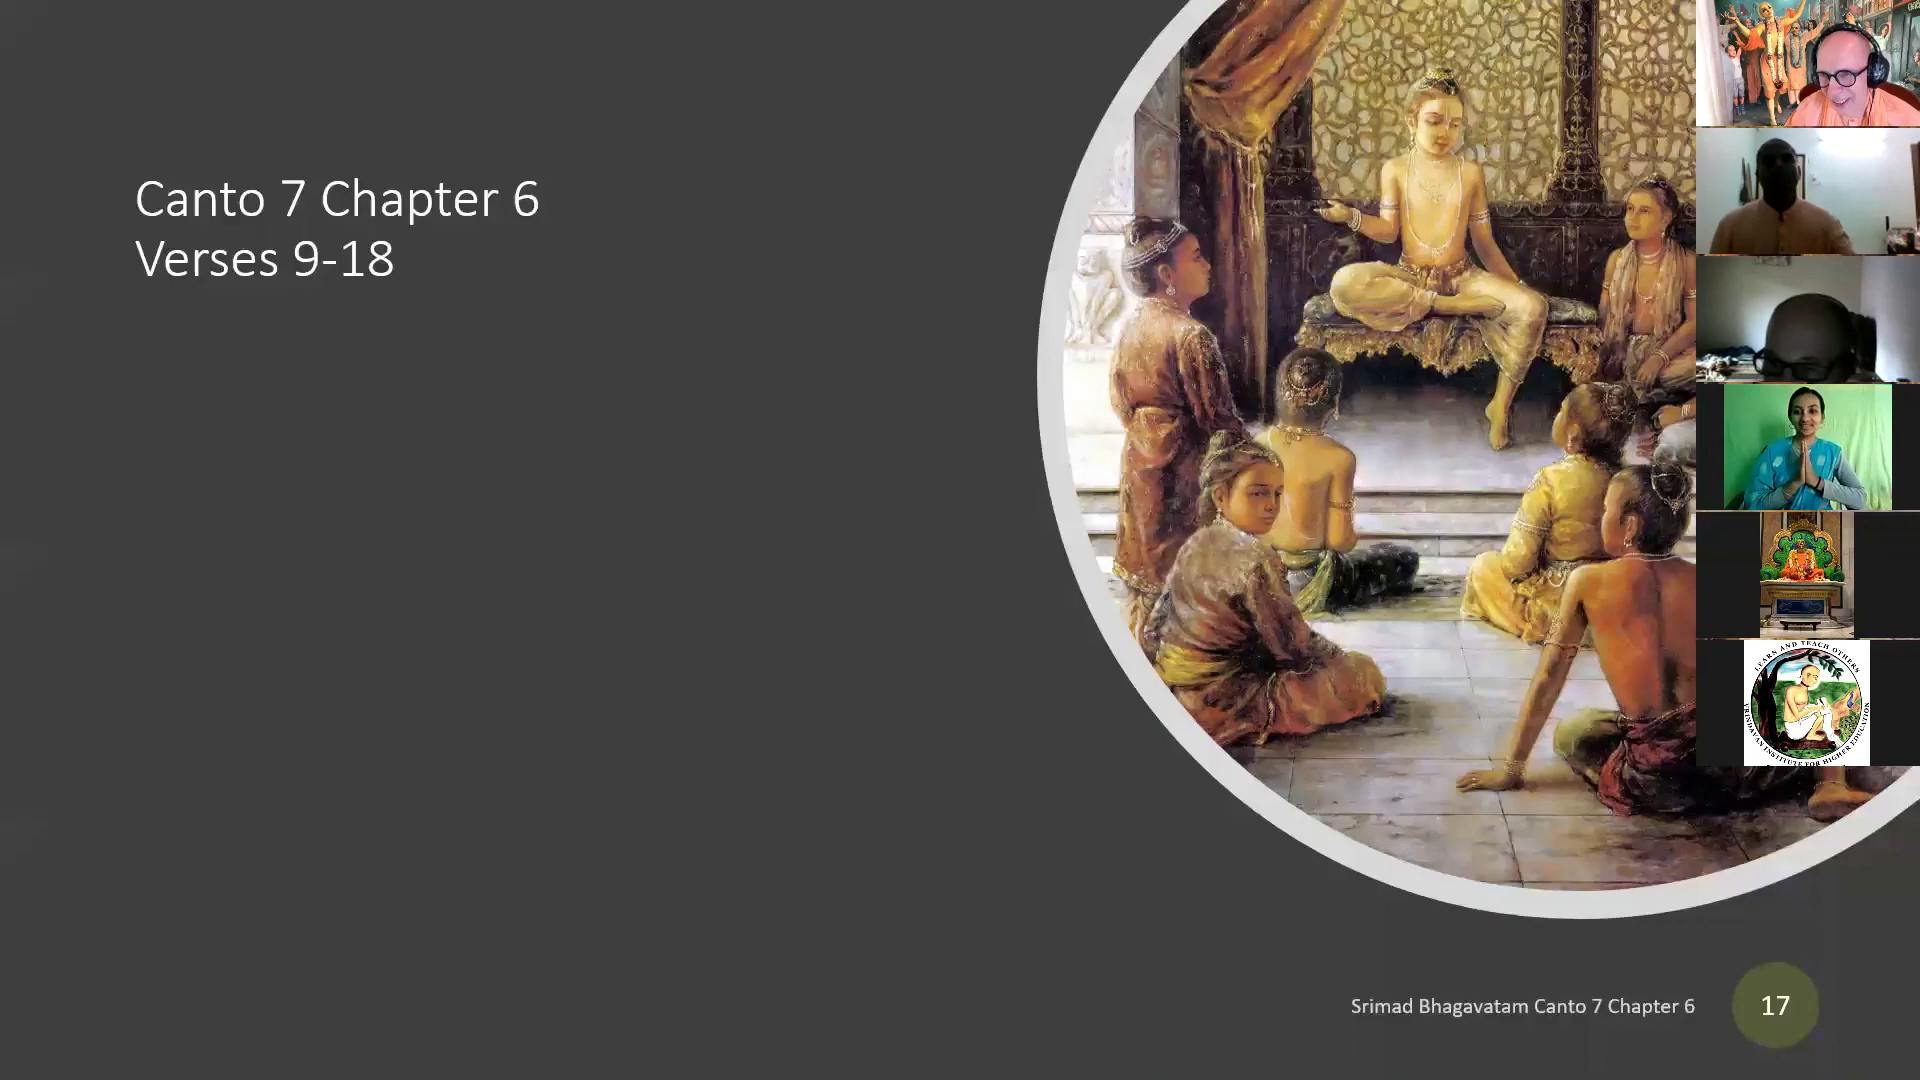 Canto 7 Chapter 6
Verses 9-18
LEARN AND TEACH OTHERS
VRINDAVAN INSTITUTE FOR HIGHER EDUCATION
Srimad Bhagavatam Canto 7 Chapter 6
17